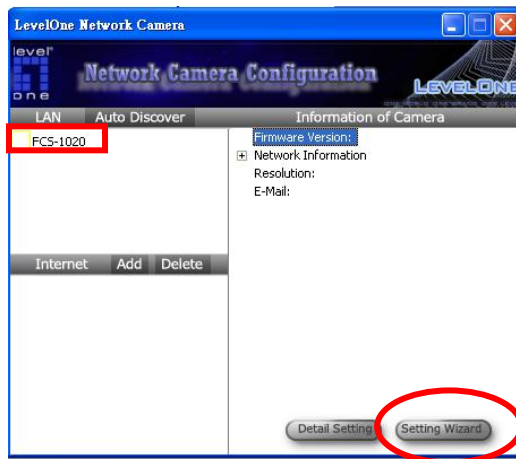 LevelOne Network Camera
level
one
Network Camera Configuration
LEVELONE
LAN Auto Discover
Information of Camera
FCS-1020
Firmware Version:
Network Information
Resolution:
E-Mail:
Internet Add Delete
Detail Setting
Setting Wizard